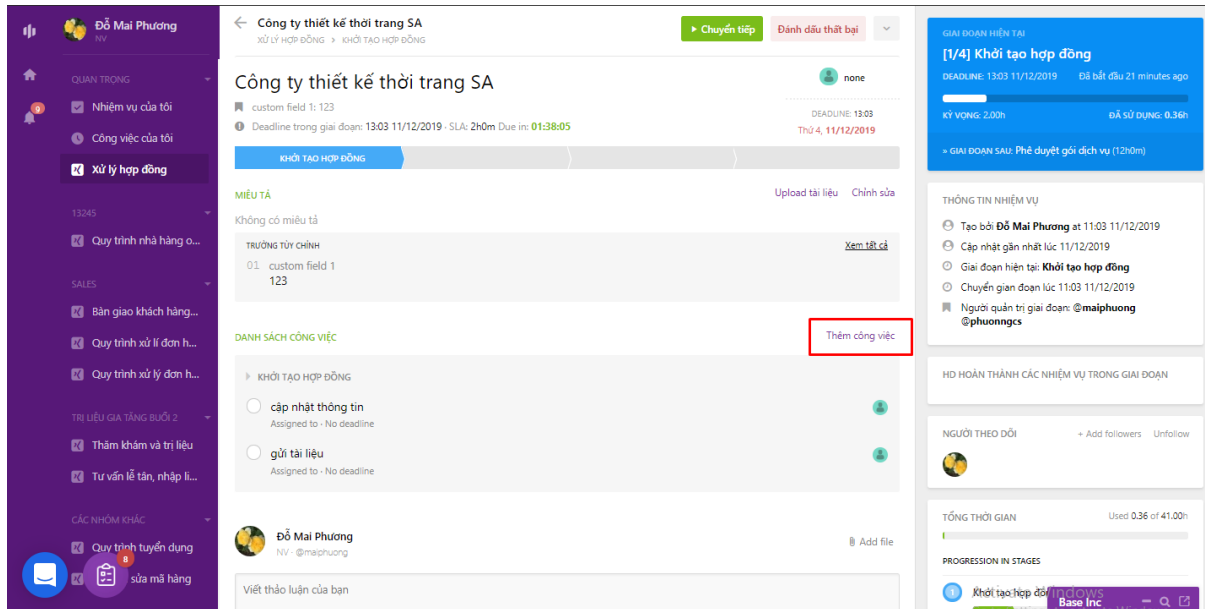 Đỗ Mai Phương
NV
QUAN TRỌNG
9
Nhiệm vụ của tôi
Công việc của tôi
Xử lý hợp đồng
13245
Quy trình nhà hàng o...
SALES
Bàn giao khách hàng...
Quy trình xử lí đơn h...
Quy trình xử lý đơn h...
TRỊ LIỆU GIA TĂNG BUỔI 2
Thăm khám và trị liệu
Tư vấn lễ tân, nhập li...
CÁC NHÓM KHÁC
Quy trình tuyển dụng
8
sửa mã hàng
Công ty thiết kế thời trang SA
XỬ LÝ HỢP ĐỒNG > KHỞI TẠO HỢP ĐỒNG
Chuyển tiếp
Đánh dấu thất bại
Công ty thiết kế thời trang SA
none
custom field 1: 123
Deadline trong giai đoạn: 13:03 11/12/2019 · SLA: 2h0m Due in: 01:38:05
DEADLINE: 13:03
Thứ 4, 11/12/2019
KHỞI TẠO HỢP ĐỒNG
MIÊU TẢ
Upload tài liệu Chỉnh sửa
Không có miêu tả
TRƯỜNG TÙY CHỈNH
Xem tất cả
01 custom field 1
123
DANH SÁCH CÔNG VIỆC
Thêm công việc
KHỞI TẠO HỢP ĐỒNG
cập nhật thông tin
Assigned to - No deadline
gửi tài liệu
Assigned to - No deadline
Đỗ Mai Phương
NV · @maiphuong
Add file
Viết thảo luận của bạn
GIAI ĐOẠN HIỆN TẠI
[1/4] Khởi tạo hợp đồng
DEADLINE: 13:03 11/12/2019 Đã bắt đầu 21 minutes ago
KỲ VỌNG: 2.00h ĐÃ SỬ DỤNG: 0.36h
» GIAI ĐOẠN SAU: Phê duyệt gói dịch vụ (12h0m)
THÔNG TIN NHIỆM VỤ
Tạo bởi Đỗ Mai Phương at 11:03 11/12/2019
Cập nhật gần nhất lúc 11/12/2019
Giai đoạn hiện tại: Khởi tạo hợp đồng
Chuyển gian đoạn lúc 11:03 11/12/2019
Người quản trị giai đoạn: @maiphuong
@phuonngcs
HD HOÀN THÀNH CÁC NHIỆM VỤ TRONG GIAI ĐOẠN
NGƯỜI THEO DÕI
+ Add followers Unfollow
TỔNG THỜI GIAN
Used 0.36 of 41.00h
PROGRESSION IN STAGES
1 Khởi tạo hợp đồng
Base Inc